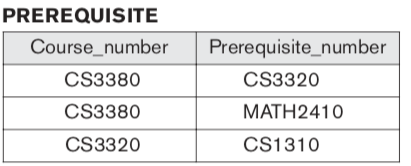 PREREQUISITE
Course_number Prerequisite_number
CS3380 CS3320
CS3380 MATH2410
CS3320 CS1310